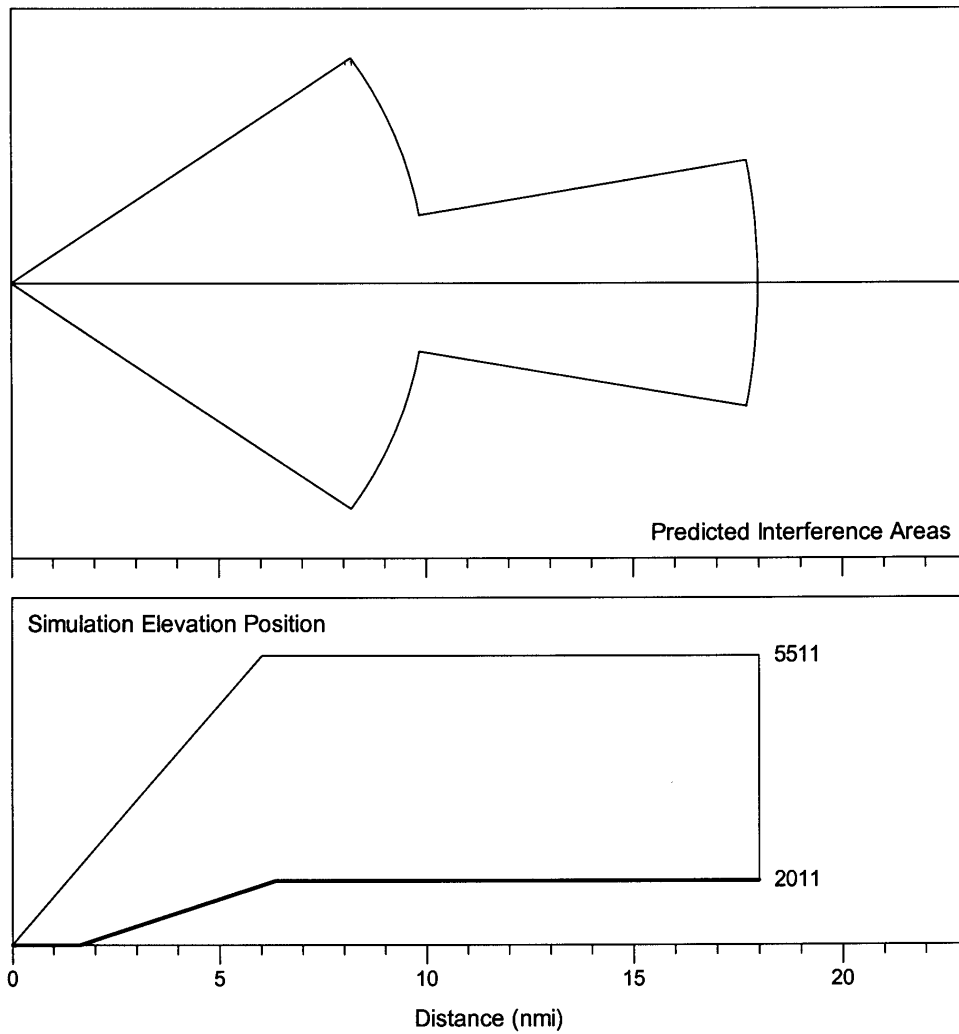 Predicted Interference Areas
Simulation Elevation Position
5511
2011
0 5 10 15 20
Distance (nmi)